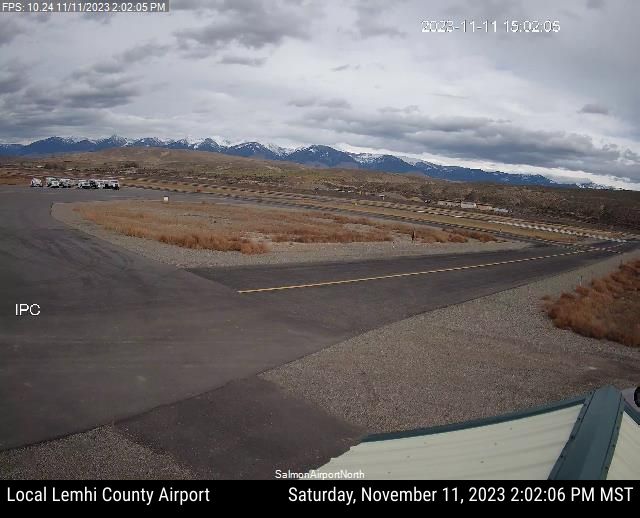 FPS: 10.24 11/11/2023 2:02:05 PM
2023-11-11 15:02:05
IPC
SalmonAirportNorth
Local Lemhi County Airport
Saturday, November 11, 2023 2:02:06 PM MST